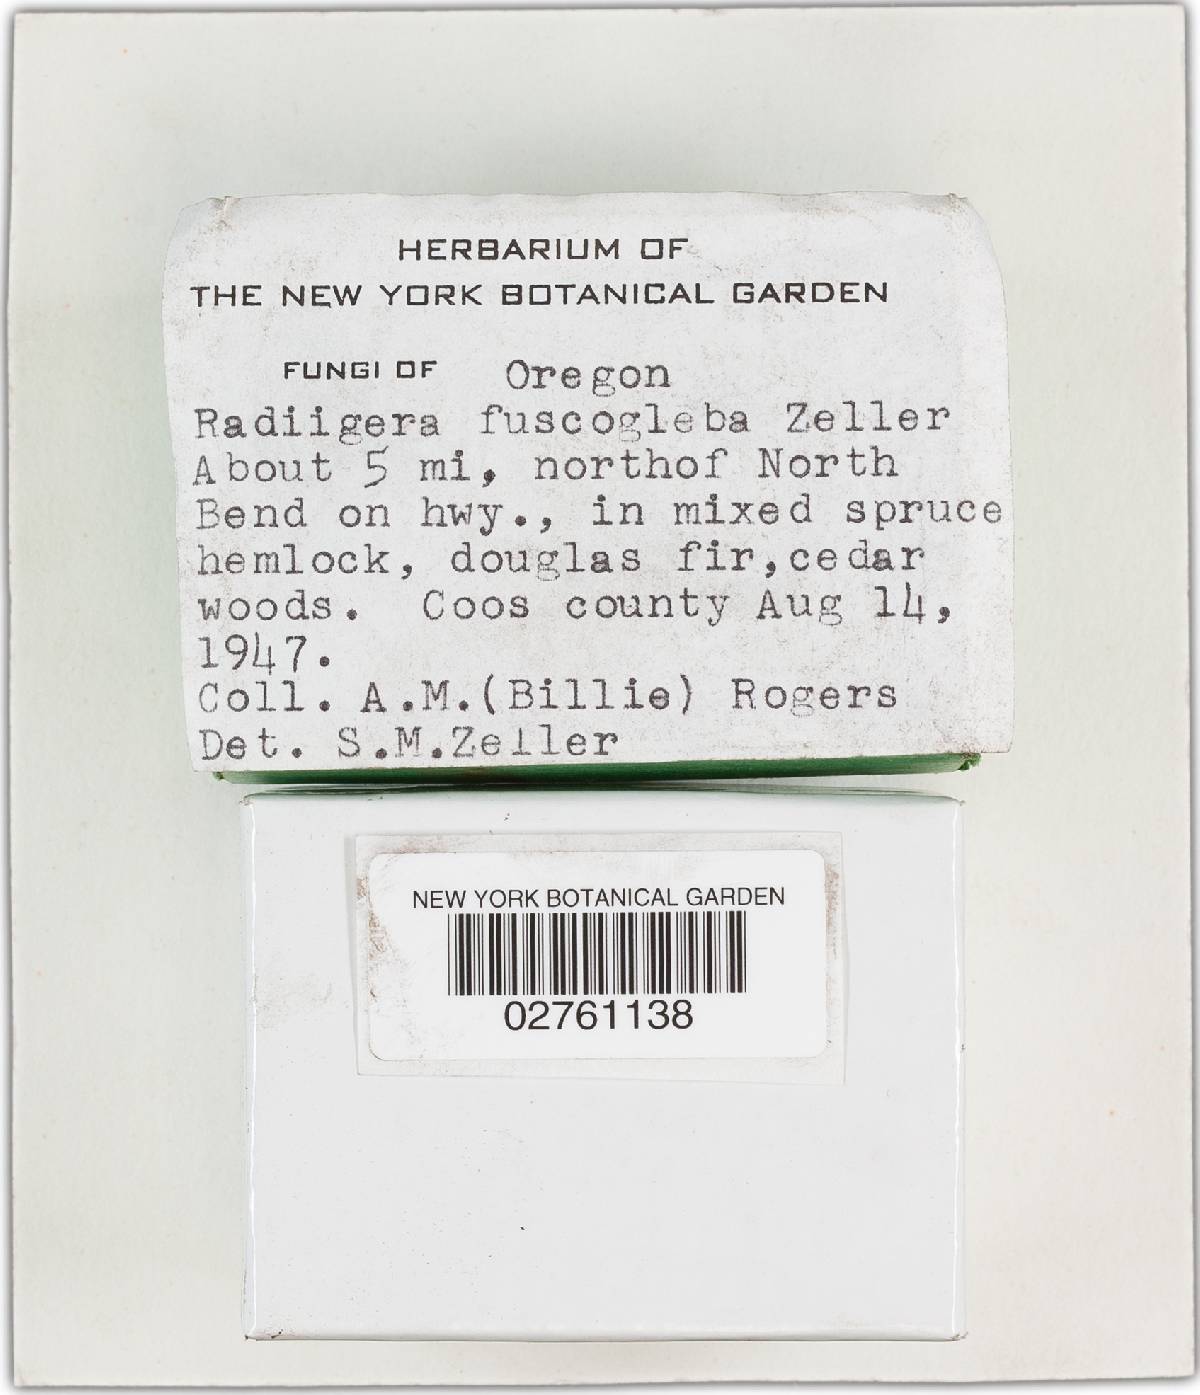 HERBARIUM OF
THE NEW YORK BOTANICAL GARDEN
FUNGI OF Oregon
Radiigera fuscogleba Zeller
About 5 mi, northof North
Bend on hwy., in mixed spruce
hemlock, douglas fir,cedar
woods. Coos county Aug 14,
1947.
Coll. A.M.(Billie) Rogers
Det. S.M.Zeller
NEW YORK BOTANICAL GARDEN
02761138